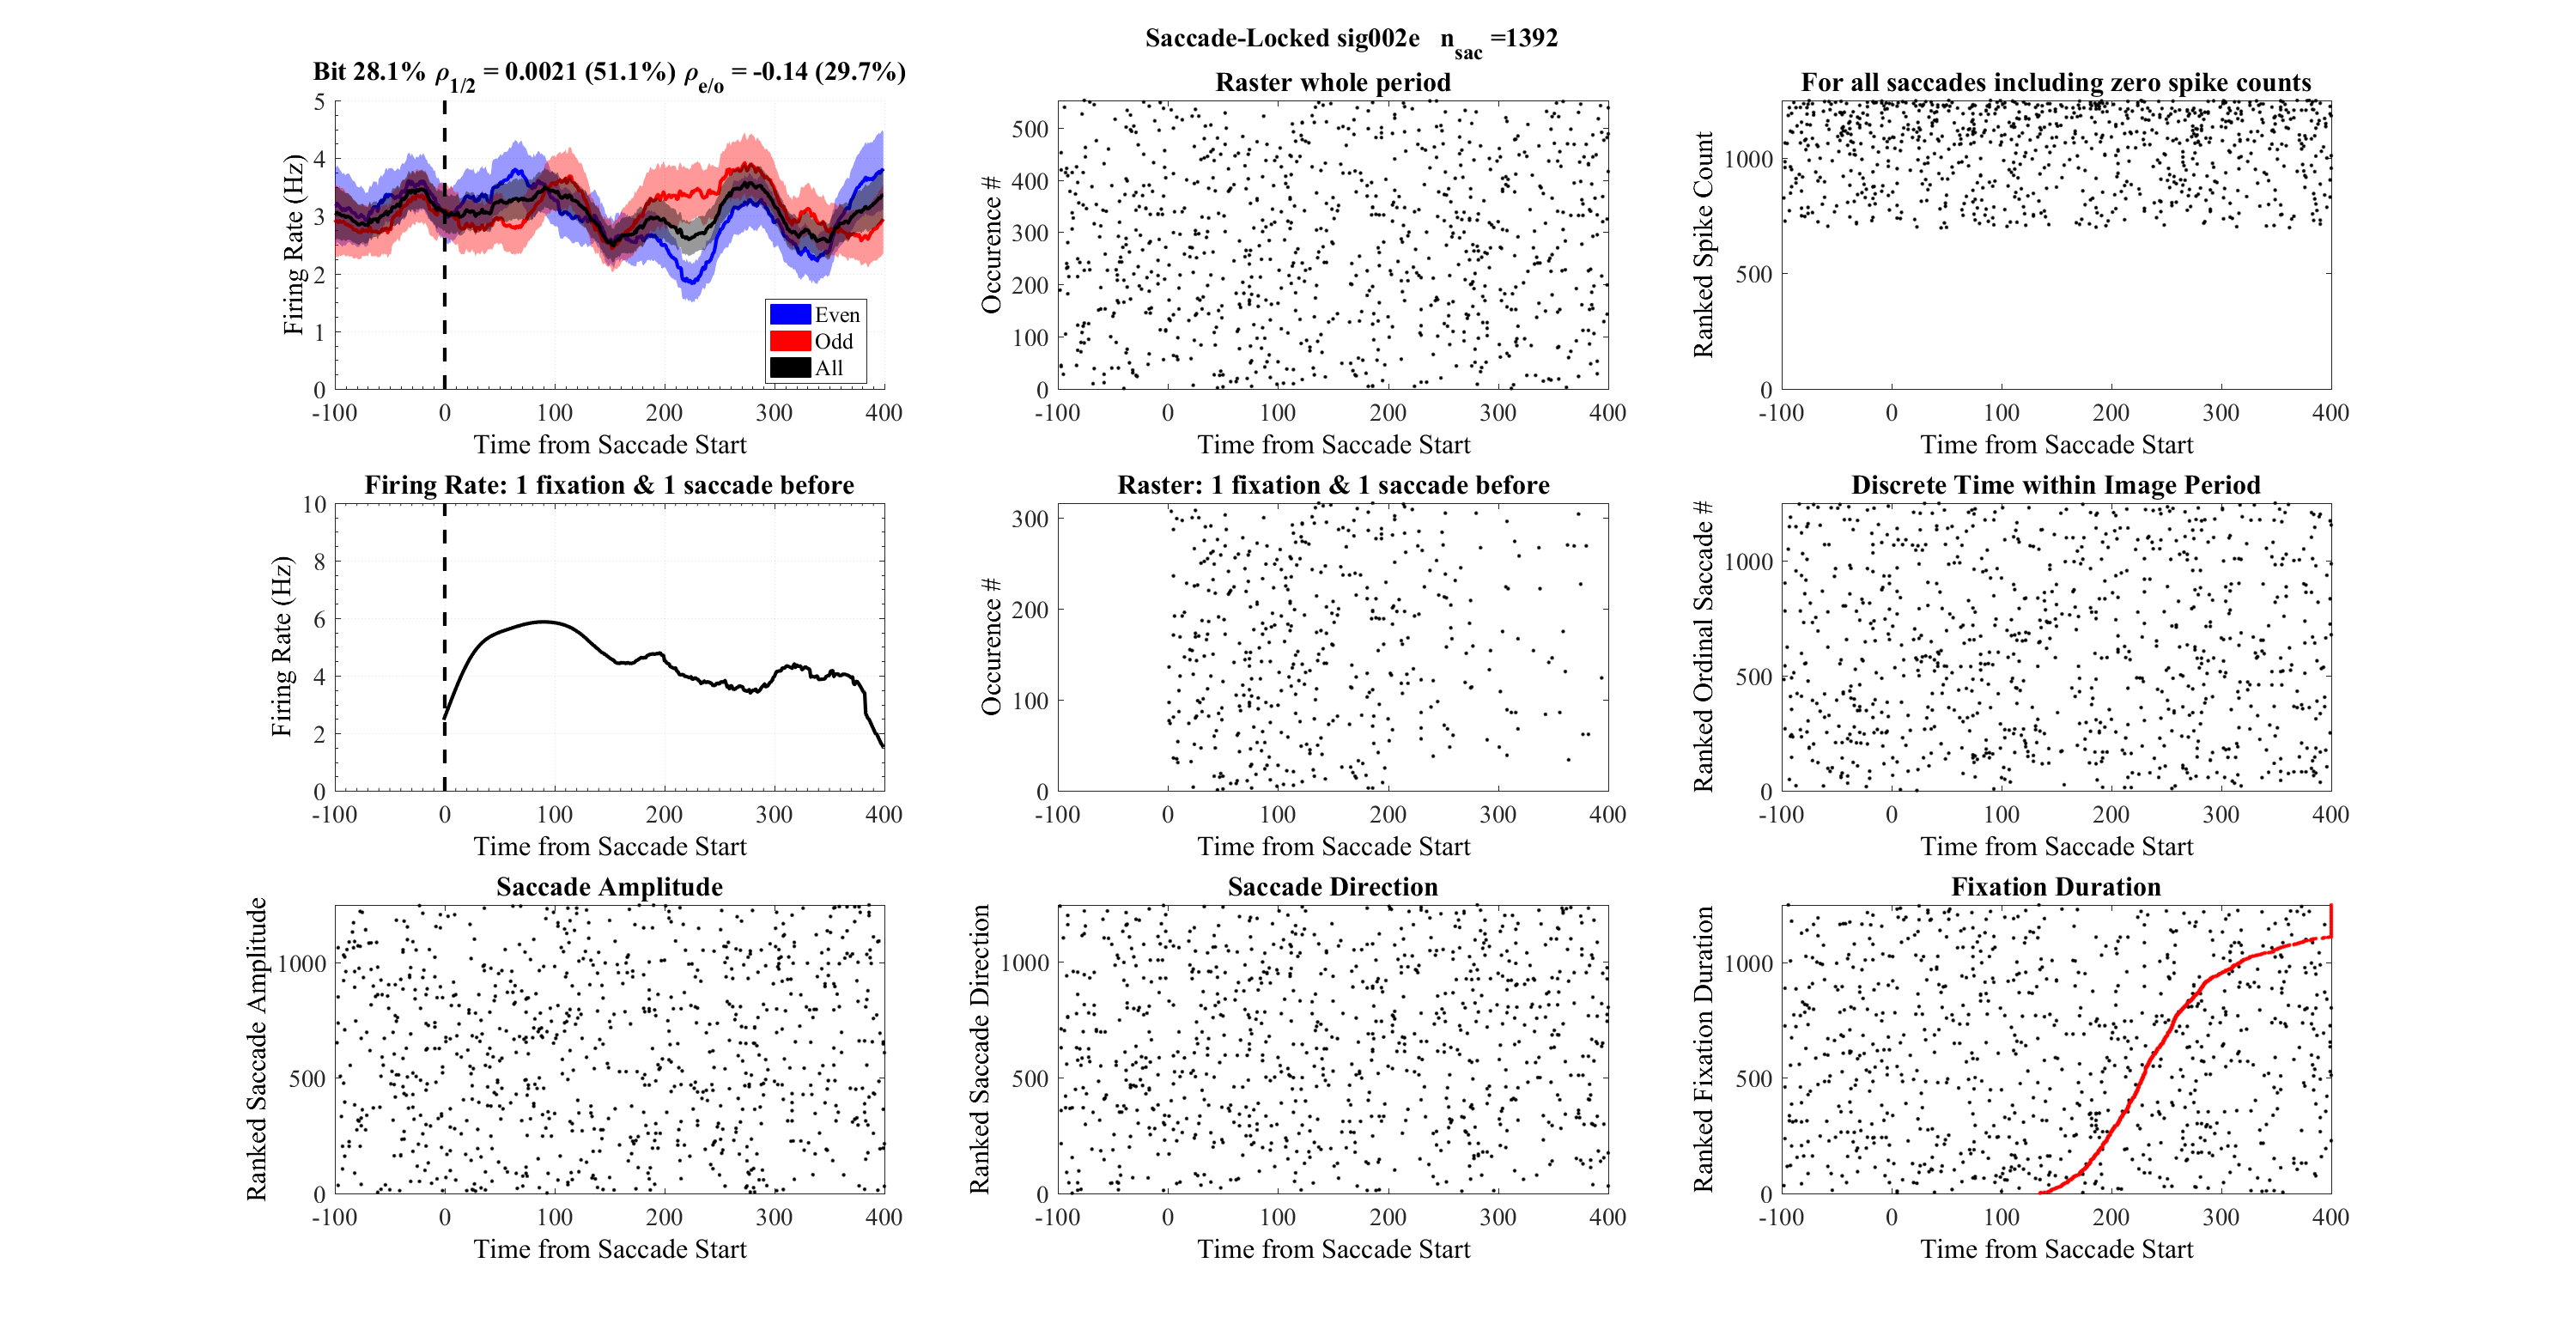 Saccade-Locked sig002e n_sac =1392
Bit 28.1% ρ_1/2 = 0.0021 (51.1%) ρ_e/o = -0.14 (29.7%)
Firing Rate (Hz)
5
4
3
2
1
0
Even
Odd
All
-100 0 100 200 300 400
Time from Saccade Start
Raster whole period
Occurence #
500
400
300
200
100
0
-100 0 100 200 300 400
Time from Saccade Start
For all saccades including zero spike counts
Ranked Spike Count
1000
500
0
-100 0 100 200 300 400
Time from Saccade Start
Firing Rate: 1 fixation & 1 saccade before
Firing Rate (Hz)
10
8
6
4
2
0
-100 0 100 200 300 400
Time from Saccade Start
Raster: 1 fixation & 1 saccade before
Occurence #
300
200
100
0
-100 0 100 200 300 400
Time from Saccade Start
Discrete Time within Image Period
Ranked Ordinal Saccade #
1000
500
0
-100 0 100 200 300 400
Time from Saccade Start
Saccade Amplitude
Ranked Saccade Amplitude
1000
500
0
-100 0 100 200 300 400
Time from Saccade Start
Saccade Direction
Ranked Saccade Direction
1000
500
0
-100 0 100 200 300 400
Time from Saccade Start
Fixation Duration
Ranked Fixation Duration
1000
500
0
-100 0 100 200 300 400
Time from Saccade Start